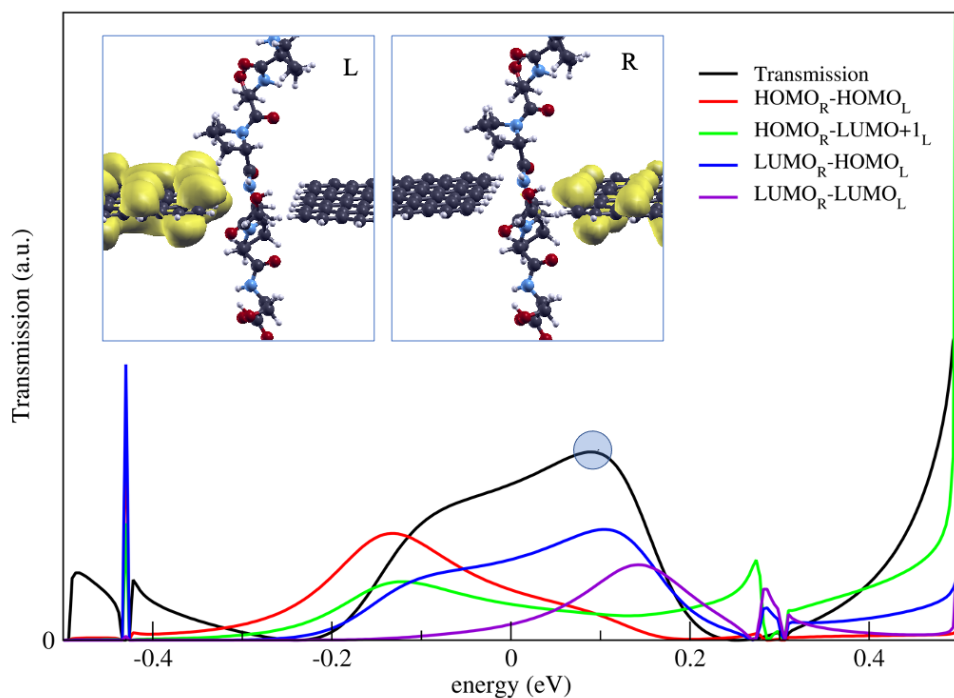 L
R
Transmission
HOMO_R-HOMO_L
HOMO_R-LUMO+1_L
LUMO_R-HOMO_L
LUMO_R-LUMO_L
Transmission (a.u.)
0
-0.4
-0.2
0
0.2
0.4
energy (eV)